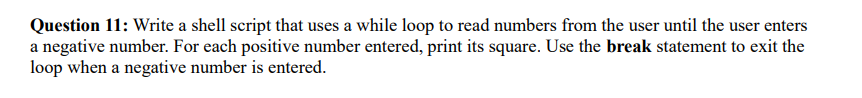 Question 11: Write a shell script that uses a while loop to read numbers from the user until the user enters
a negative number. For each positive number entered, print its square. Use the break statement to exit the
loop when a negative number is entered.